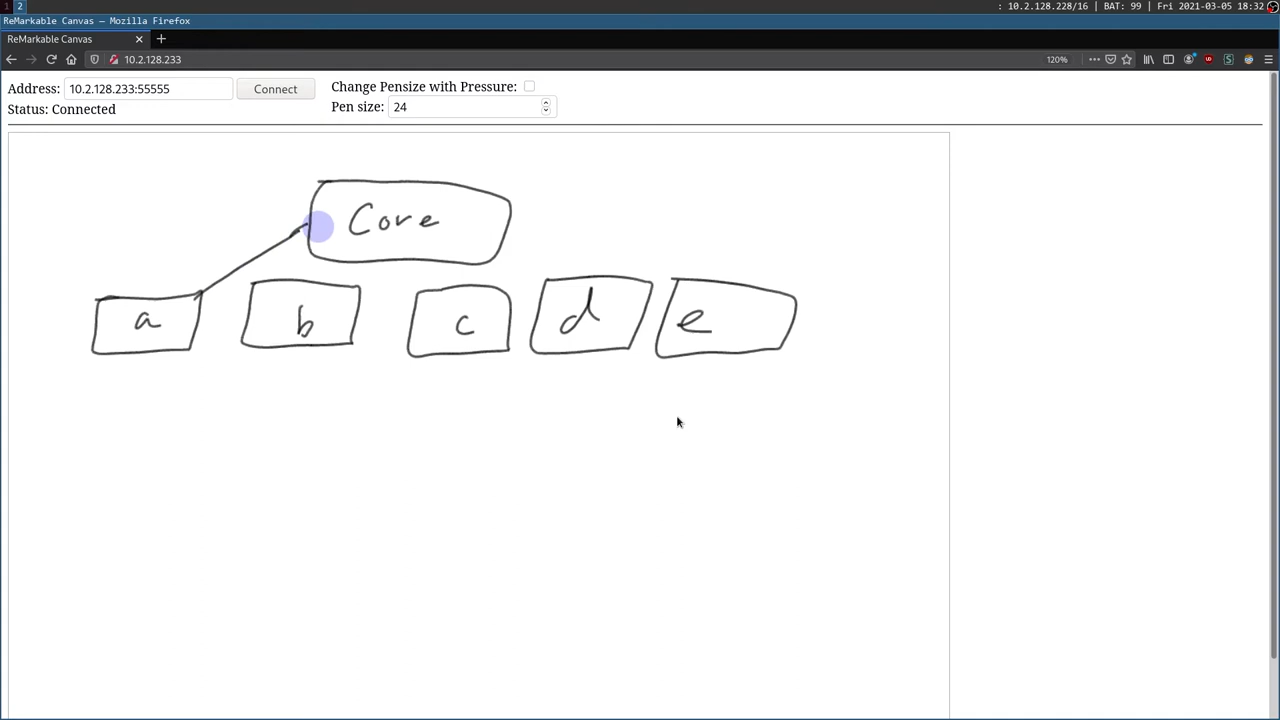 1 2 : 10.2.128.228/16 | BAT: 99 | Fri 2021-03-05 18:32
ReMarkable Canvas — Mozilla Firefox
ReMarkable Canvas
10.2.128.233 120%
Address: 10.2.128.233:55555 Connect Change Pensize with Pressure:
Status: Connected Pen size: 24
Core
a b c d e